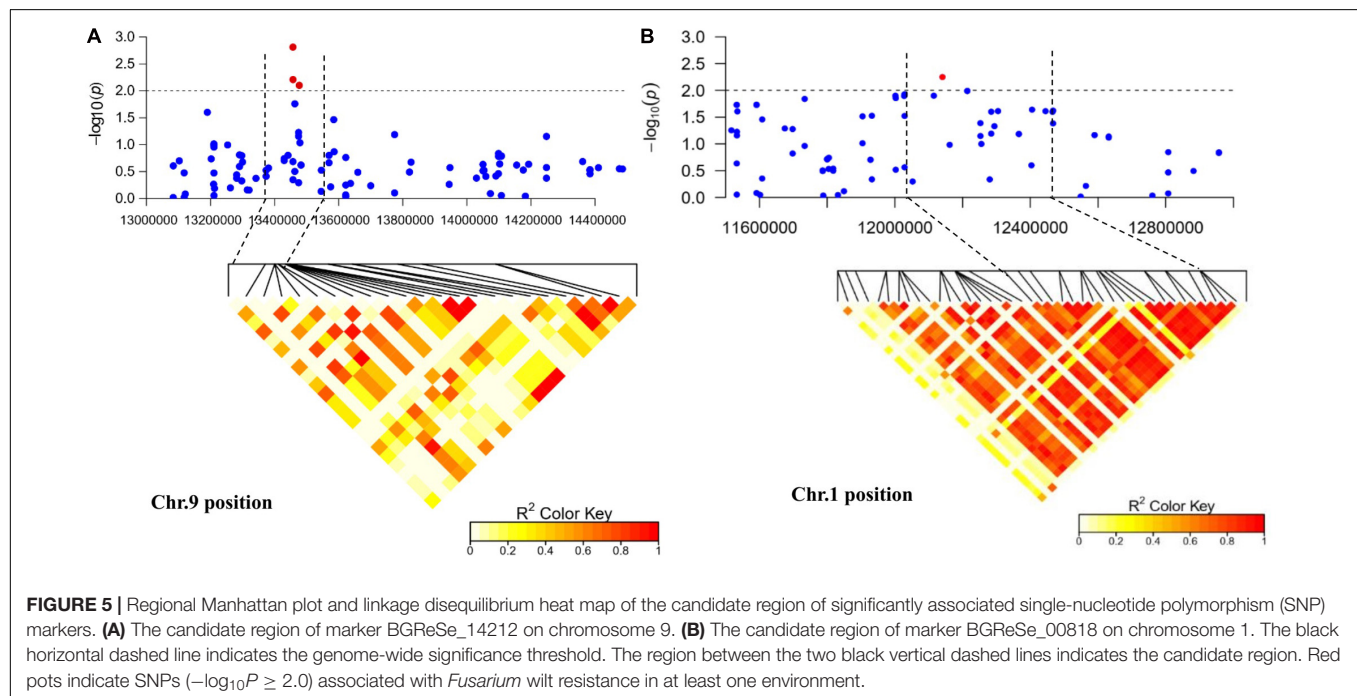 A
B
3.0
2.5
2.0
1.5
1.0
0.5
0.0
-log10(p)
13000000 13200000 13400000 13600000 13800000 14000000 14200000 14400000
3.0
2.5
2.0
1.5
1.0
0.5
0.0
−log₁₀(p)
11600000 12000000 12400000 12800000
Chr.9 position
R² Color Key
0 0.2 0.4 0.6 0.8 1
Chr.1 position
R² Color Key
0 0.2 0.4 0.6 0.8 1
FIGURE 5 | Regional Manhattan plot and linkage disequilibrium heat map of the candidate region of significantly associated single-nucleotide polymorphism (SNP)
markers. (A) The candidate region of marker BGReSe_14212 on chromosome 9. (B) The candidate region of marker BGReSe_00818 on chromosome 1. The black
horizontal dashed line indicates the genome-wide significance threshold. The region between the two black vertical dashed lines indicates the candidate region. Red
pots indicate SNPs (−log₁₀P ≥ 2.0) associated with Fusarium wilt resistance in at least one environment.